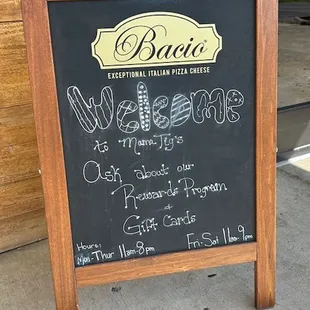 Bacio
EXCEPTIONAL ITALIAN PIZZA CHEESE
Welcome
to Mama Jig's
Ask about our
Rewards Program
+
Gift Cards
Hours:
Mon-Thur 11am-8pm Fri-Sat 11am-9pm